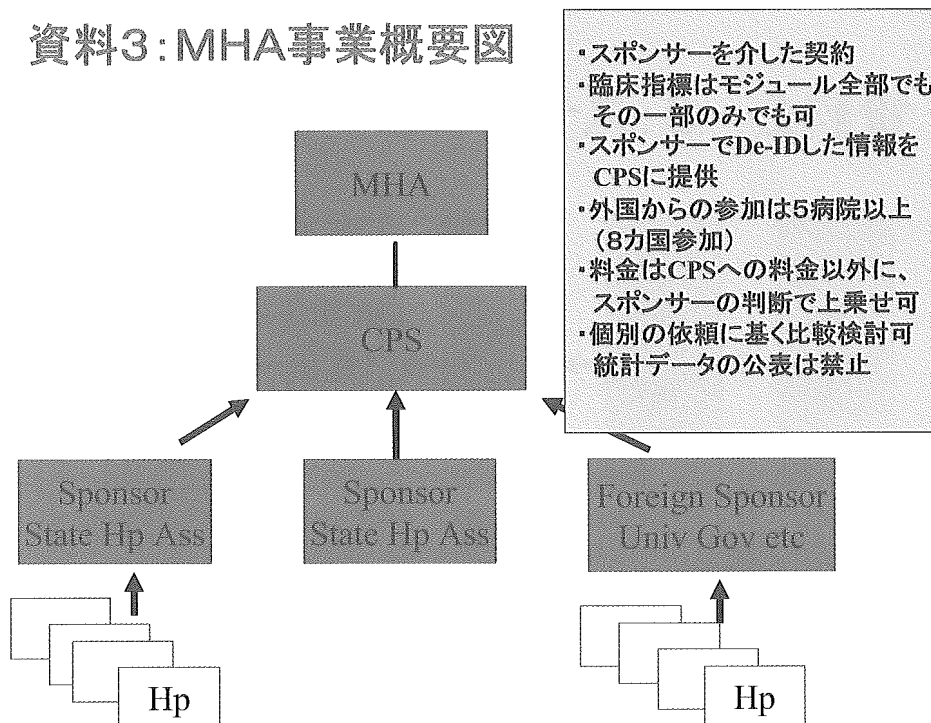 資料3:MHA事業概要図
・スポンサーを介した契約
・臨床指標はモジュール全部でも
その一部のみでも可
・スポンサーでDe-IDした情報を
CPSに提供
・外国からの参加は5病院以上
(8カ国参加)
・料金はCPSへの料金以外に、
スポンサーの判断で上乗せ可
・個別の依頼に基く比較検討可
統計データの公表は禁止
MHA
CPS
Sponsor
State Hp Ass
Sponsor
State Hp Ass
Foreign Sponsor
Univ Gov etc
Hp
Hp